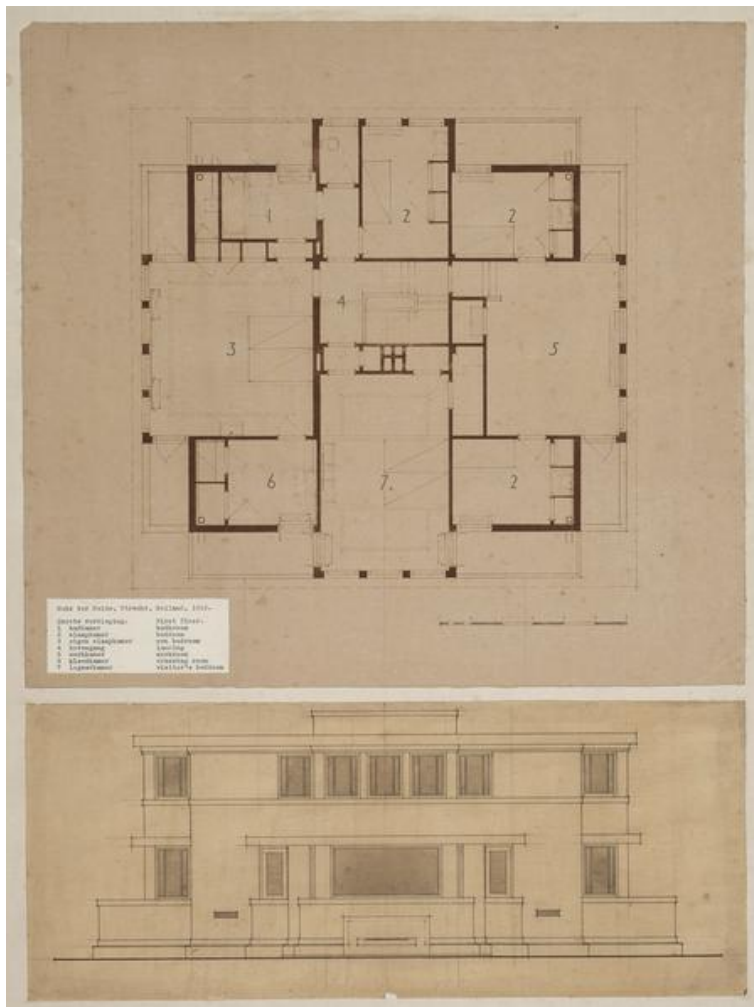 1
2
2
4
3
5
6
7.
2
Huis ter Heide, Utrecht, Holland,
Eerste verdieping: First floor:
1 badkamer bathroom
2 slaapkamer bedroom
3 eigen slaapkamer own bedroom
4 bovengang landing
5 werkkamer workroom
6 kleedkamer dressing room
7 logeerkamer visitor's bedroom